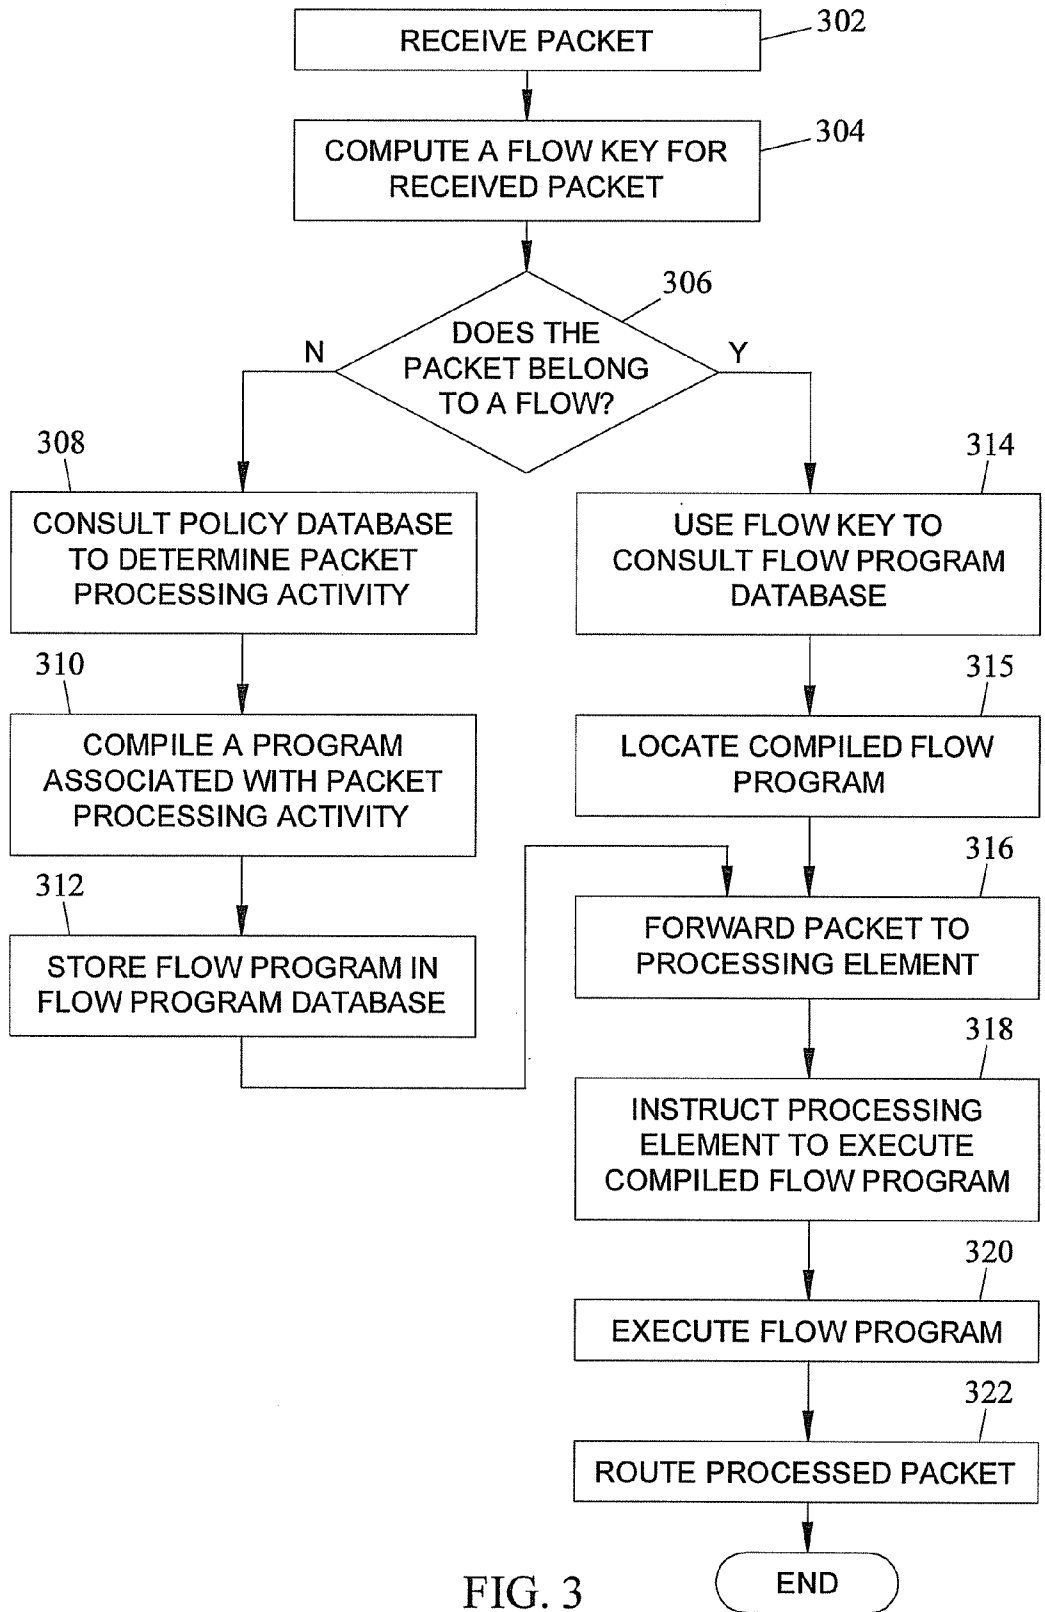 302
RECEIVE PACKET
304
COMPUTE A FLOW KEY FOR
RECEIVED PACKET
306
DOES THE
PACKET BELONG
TO A FLOW?
N
Y
308
CONSULT POLICY DATABASE
TO DETERMINE PACKET
PROCESSING ACTIVITY
310
COMPILE A PROGRAM
ASSOCIATED WITH PACKET
PROCESSING ACTIVITY
312
STORE FLOW PROGRAM IN
FLOW PROGRAM DATABASE
314
USE FLOW KEY TO
CONSULT FLOW PROGRAM
DATABASE
315
LOCATE COMPILED FLOW
PROGRAM
316
FORWARD PACKET TO
PROCESSING ELEMENT
318
INSTRUCT PROCESSING
ELEMENT TO EXECUTE
COMPILED FLOW PROGRAM
320
EXECUTE FLOW PROGRAM
322
ROUTE PROCESSED PACKET
END
FIG. 3